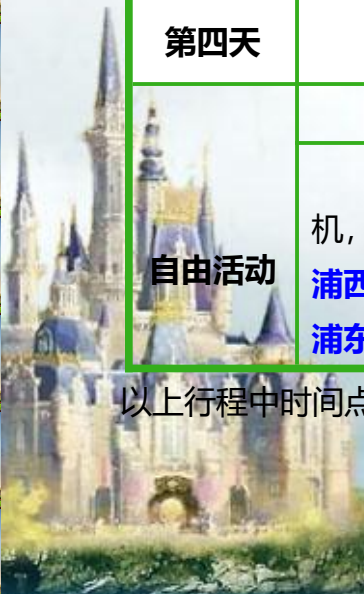 第四天
机，
自由活动
浦西
浦东
以上行程中时间点